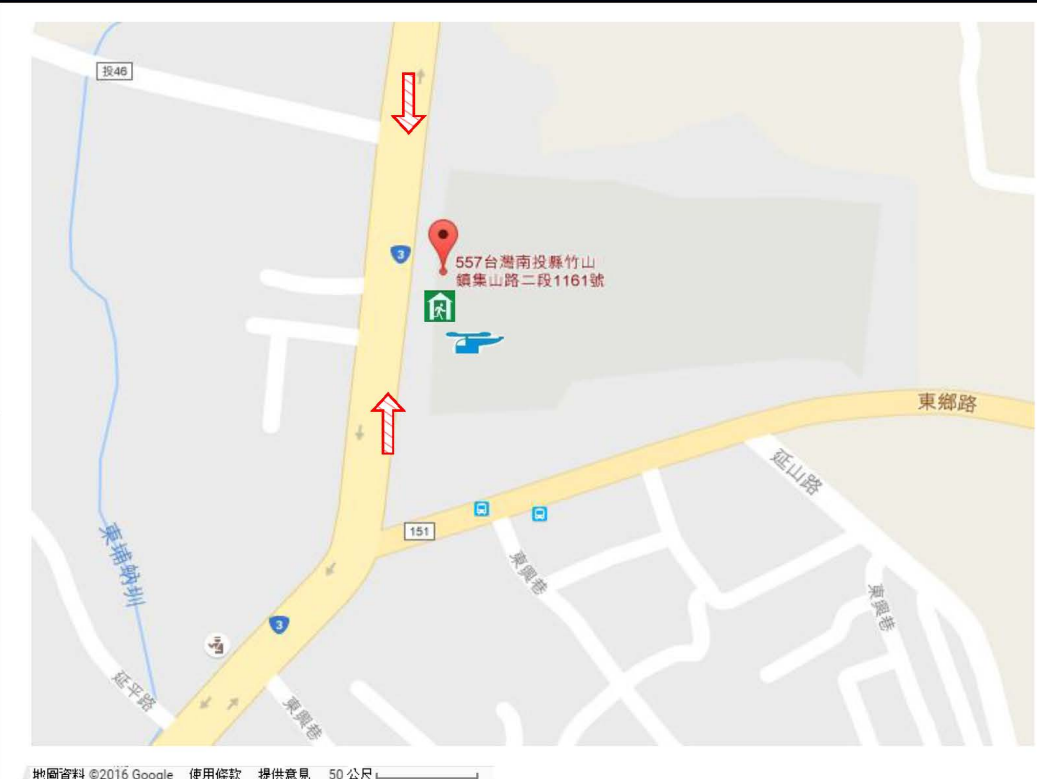 投46
3
557台灣南投縣竹山
鎮集山路二段1161號
東鄉路
延山路
151
東興巷
東興巷
東埔蚋圳
3
延平路
東興巷
地圖資料 ©2016 Google 使用條款 提供意見 50 公尺